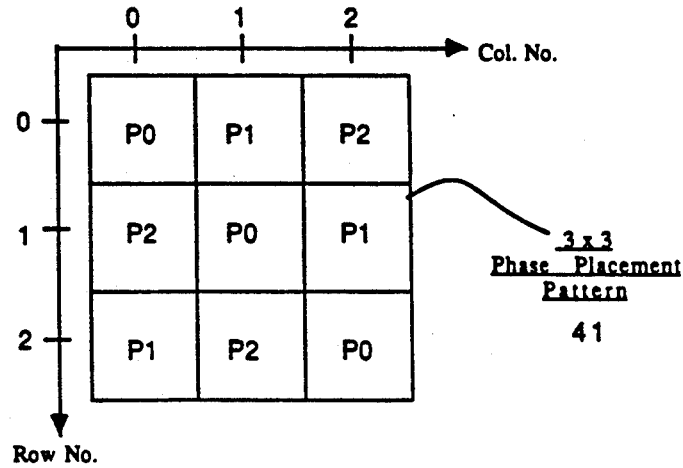 0 1 2
Col. No.
0 P0 P1 P2
1 P2 P0 P1
3 x 3
Phase Placement
Pattern
41
2 P1 P2 P0
Row No.